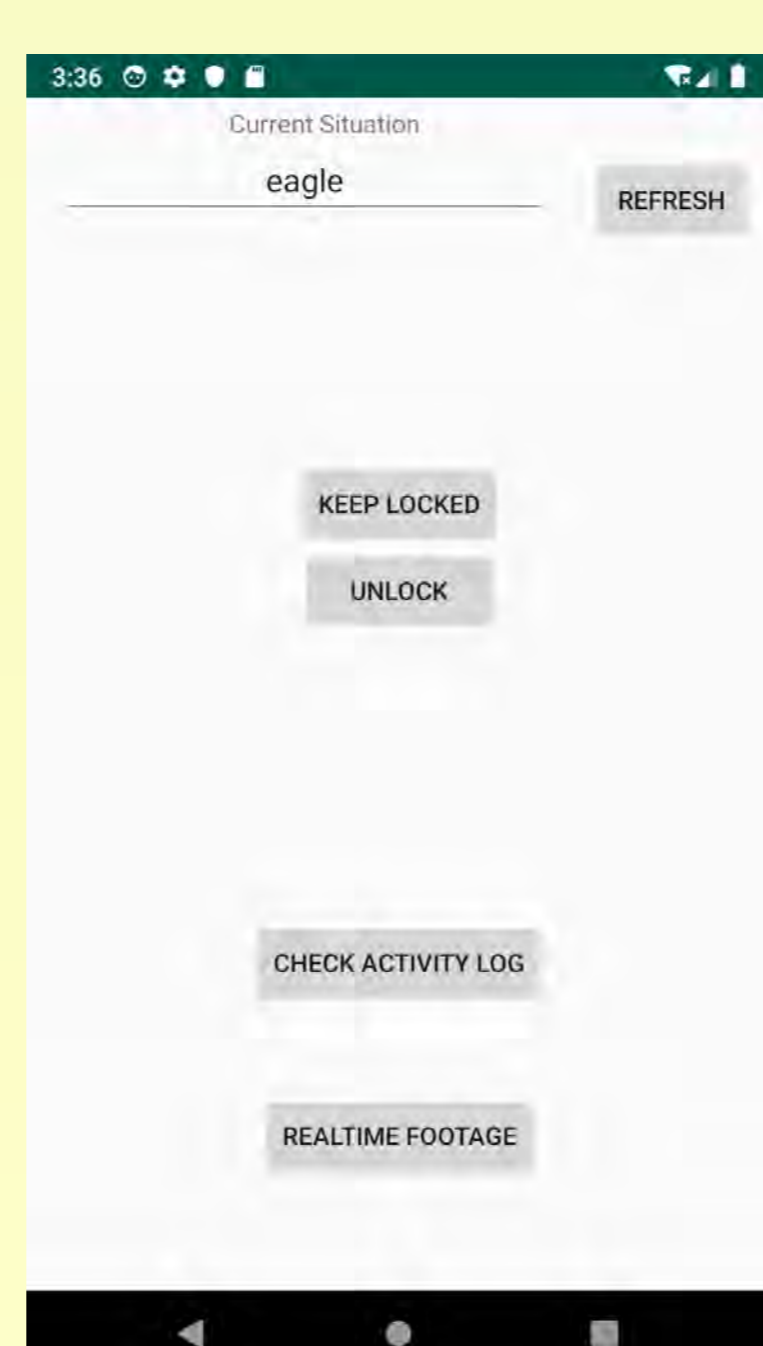 3:36
Current Situation
eagle
REFRESH
KEEP LOCKED
UNLOCK
CHECK ACTIVITY LOG
REALTIME FOOTAGE